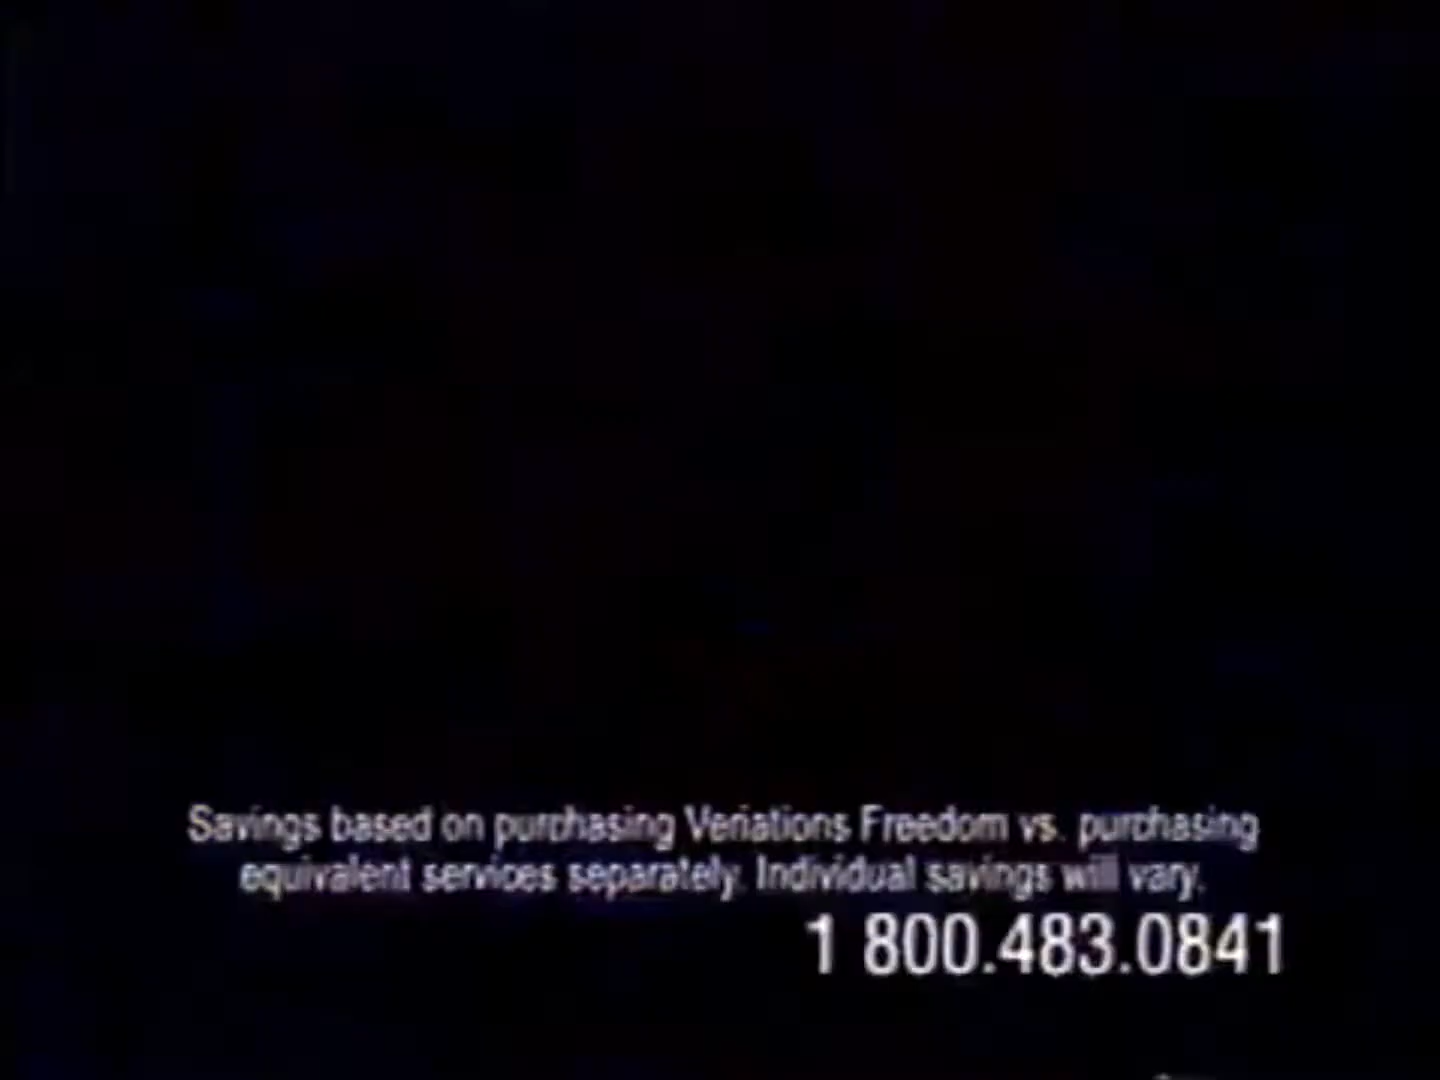 Savings based on purchasing Veriations Freedom vs. purchasing
equivalent services separately. Individual savings will vary.
1 800.483.0841